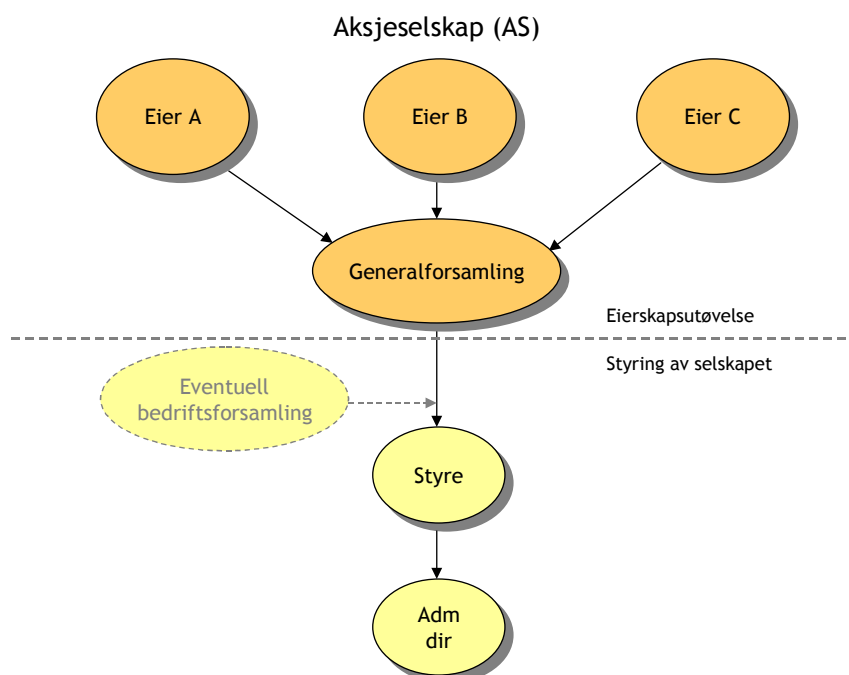 Aksjeselskap (AS)
Eier A
Eier B
Eier C
Generalforsamling
Eierskapsutøvelse
Styring av selskapet
Eventuell
bedriftsforsamling
Styre
Adm
dir